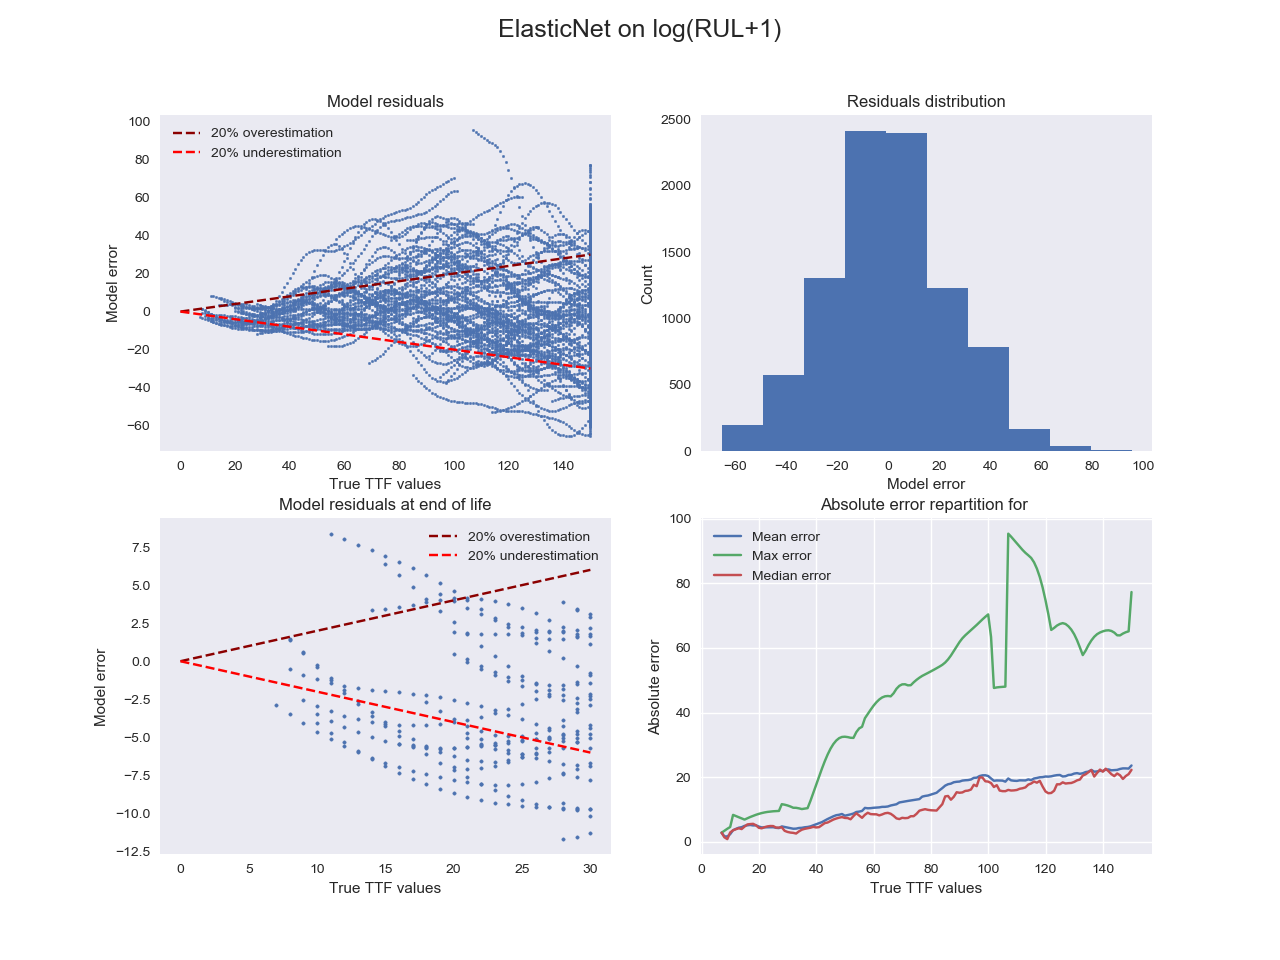 ElasticNet on log(RUL+1)
Model residuals
20% overestimation
20% underestimation
100
80
60
40
20
0
−20
−40
−60
Model error
0 20 40 60 80 100 120 140
True TTF values
Residuals distribution
2500
2000
1500
1000
500
0
Count
−60 −40 −20 0 20 40 60 80 100
Model error
Model residuals at end of life
20% overestimation
20% underestimation
7.5
5.0
2.5
0.0
−2.5
−5.0
−7.5
−10.0
−12.5
Model error
0 5 10 15 20 25 30
True TTF values
Absolute error repartition for
Mean error
Max error
Median error
100
80
60
40
20
0
Absolute error
0 20 40 60 80 100 120 140
True TTF values